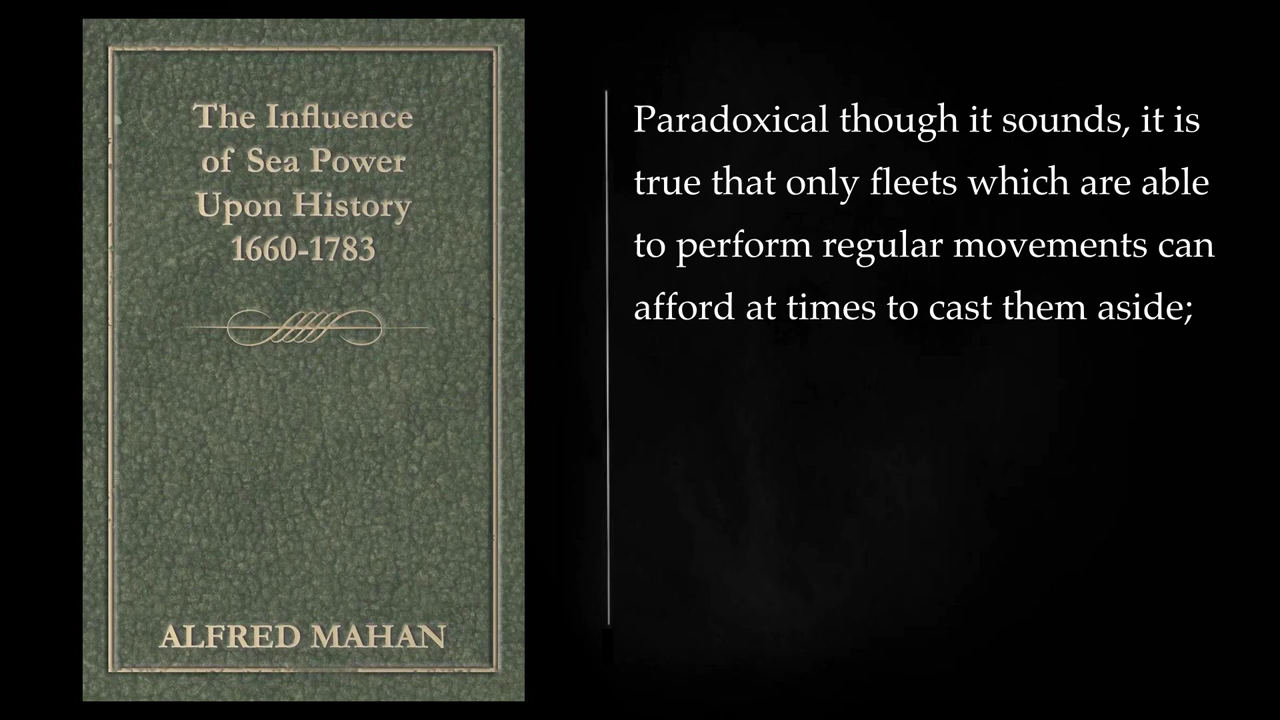 The Influence
of Sea Power
Upon History
1660-1783
ALFRED MAHAN
Paradoxical though it sounds, it is
true that only fleets which are able
to perform regular movements can
afford at times to cast them aside;